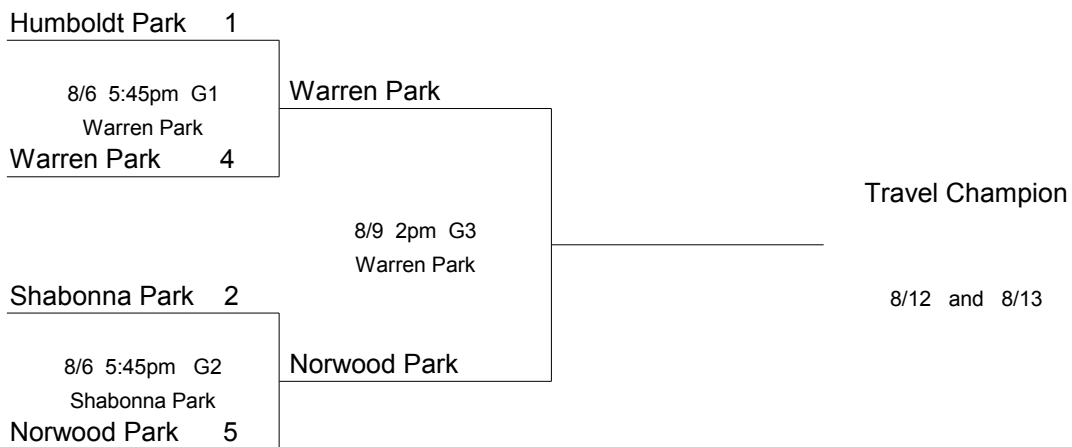 Humboldt Park 1
8/6 5:45pm G1
Warren Park
Warren Park
Warren Park 4
Travel Champion
8/9 2pm G3
Warren Park
Shabonna Park 2
8/12 and 8/13
8/6 5:45pm G2
Norwood Park
Shabonna Park
Norwood Park 5